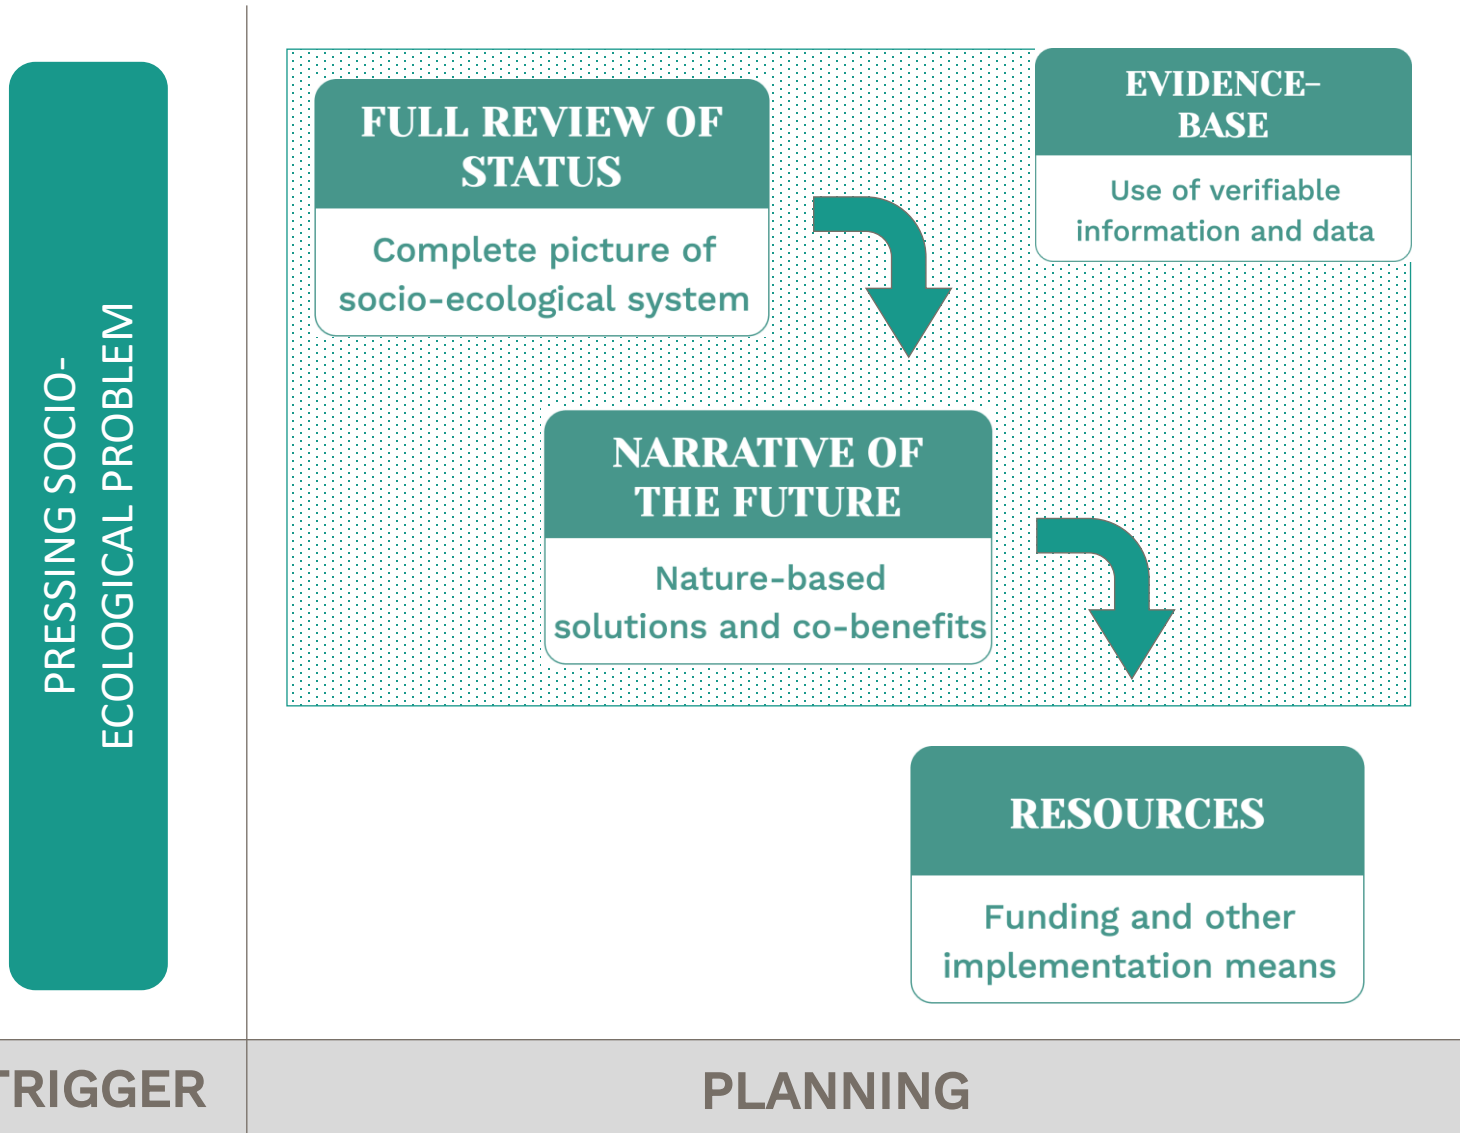 PRESSING SOCIO-
ECOLOGICAL PROBLEM
FULL REVIEW OF
STATUS
Complete picture of
socio-ecological system
EVIDENCE-
BASE
Use of verifiable
information and data
NARRATIVE OF
THE FUTURE
Nature-based
solutions and co-benefits
RESOURCES
Funding and other
implementation means
TRIGGER
PLANNING